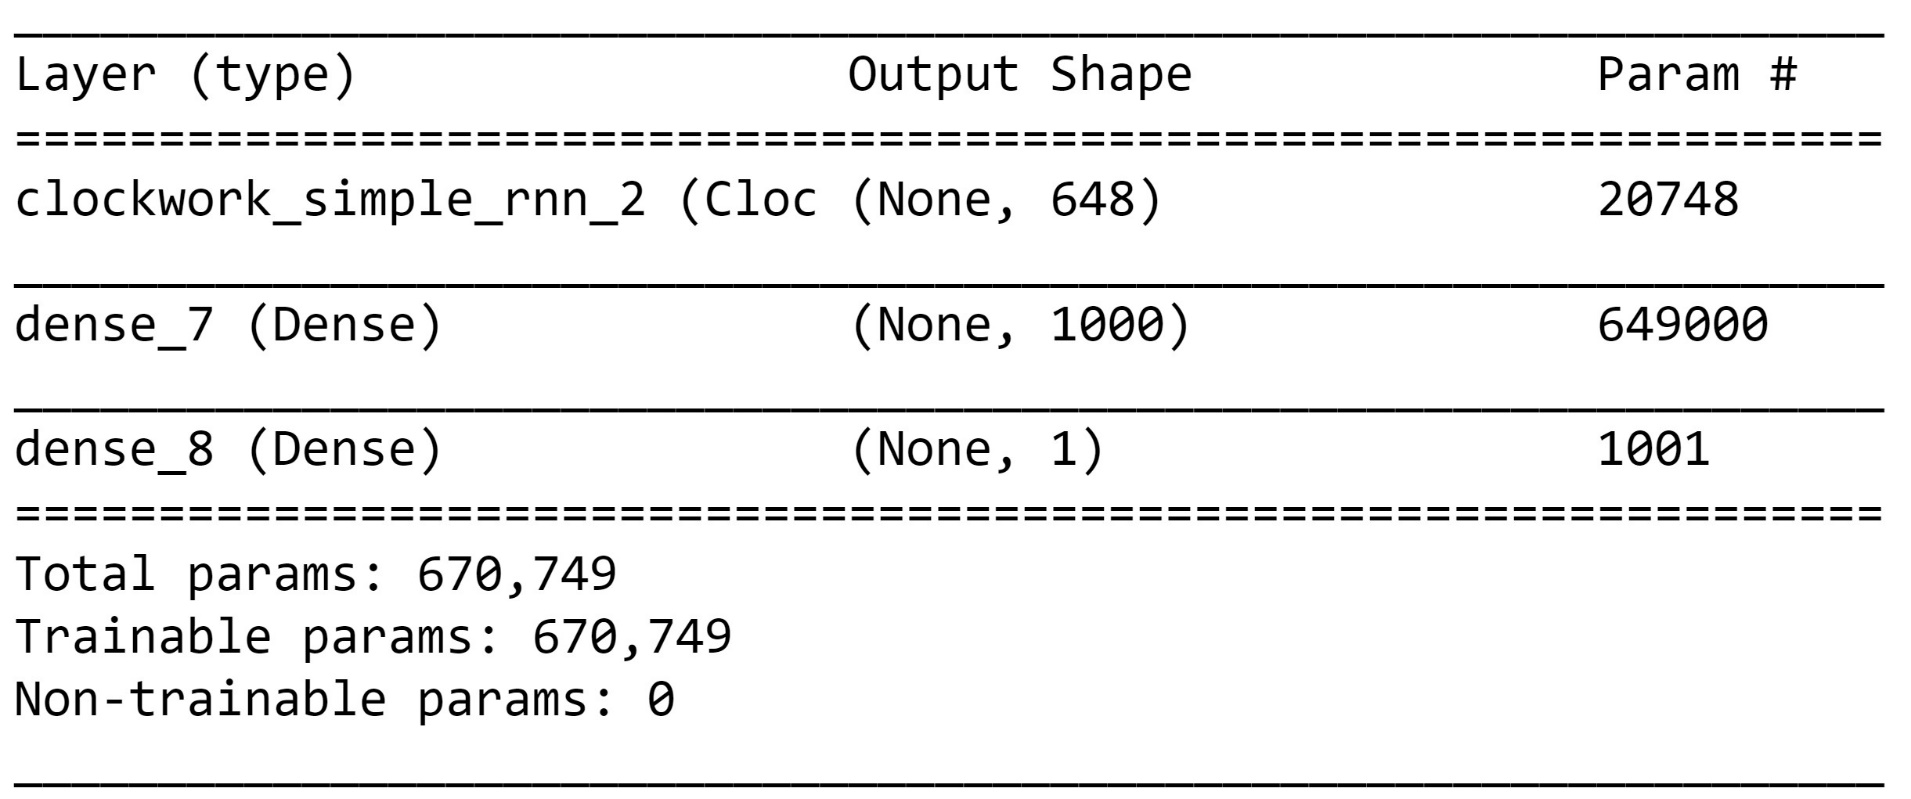 _________________________________________________________________
Layer (type)                 Output Shape              Param #
=================================================================
clockwork_simple_rnn_2 (Cloc (None, 648)               20748
_________________________________________________________________
dense_7 (Dense)              (None, 1000)              649000
_________________________________________________________________
dense_8 (Dense)              (None, 1)                 1001
=================================================================
Total params: 670,749
Trainable params: 670,749
Non-trainable params: 0
_________________________________________________________________